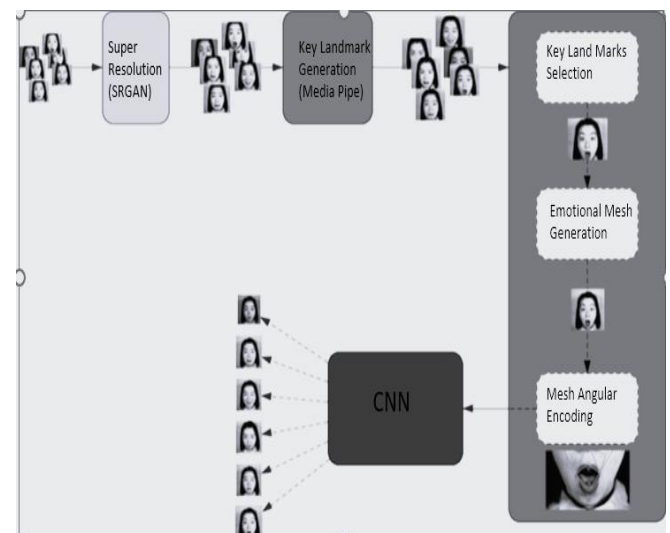 Super
Resolution
(SRGAN)
Key Landmark
Generation
(Media Pipe)
Key Land Marks
Selection
Emotional Mesh
Generation
Mesh Angular
Encoding
CNN